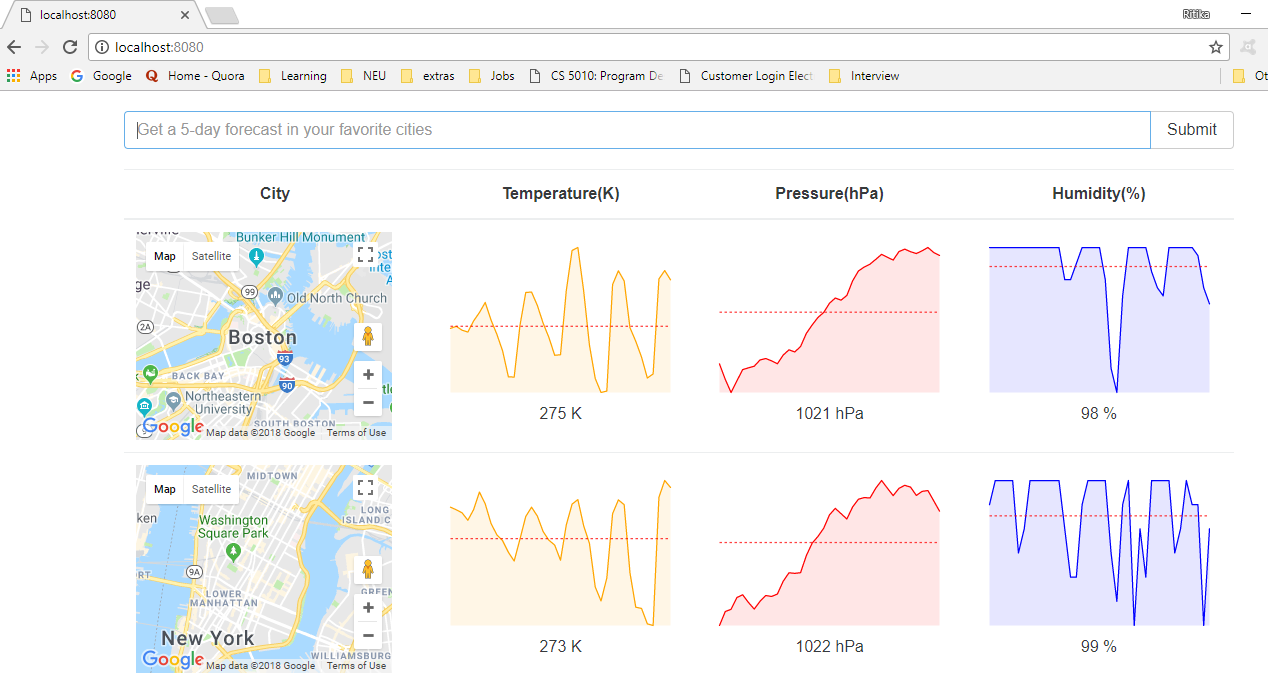 localhost:8080
Ritika
localhost:8080
Apps Google Home - Quora Learning NEU extras Jobs CS 5010: Program De Customer Login Elect Interview Ot
Get a 5-day forecast in your favorite cities Submit
City Temperature(K) Pressure(hPa) Humidity(%)
Bunker Hill Monument
Map Satellite
99
Old North Church
2A
Boston
93
BACK BAY
90
Northeastern
University
SOUTH BOSTON
Google Map data ©2018 Google Terms of Use
275 K 1021 hPa 98 %
MIDTOWN
Map Satellite
LONG
ISLAND C
Washington
Square Park
9A
LOWER
MANHATTAN
GREEN
New York
WILLIAMSBURG
Google Map data ©2018 Google Terms of Use
273 K 1022 hPa 99 %